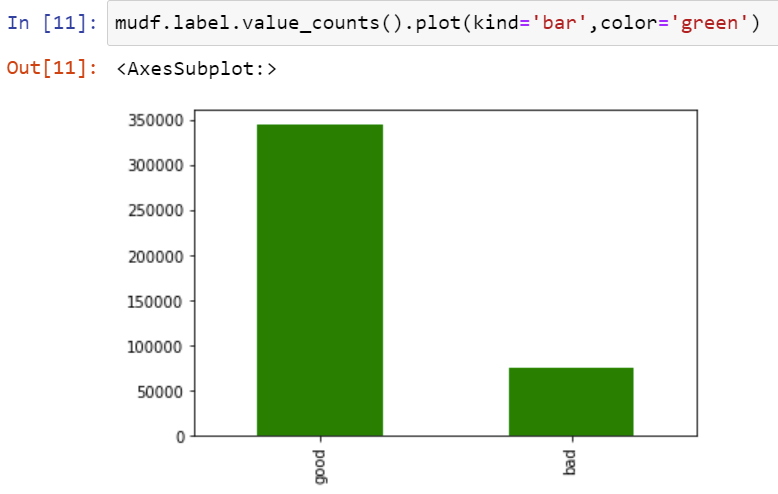 In [11]: mudf.label.value_counts().plot(kind='bar',color='green')
Out[11]: <AxesSubplot:>
350000
300000
250000
200000
150000
100000
50000
0
good
bad